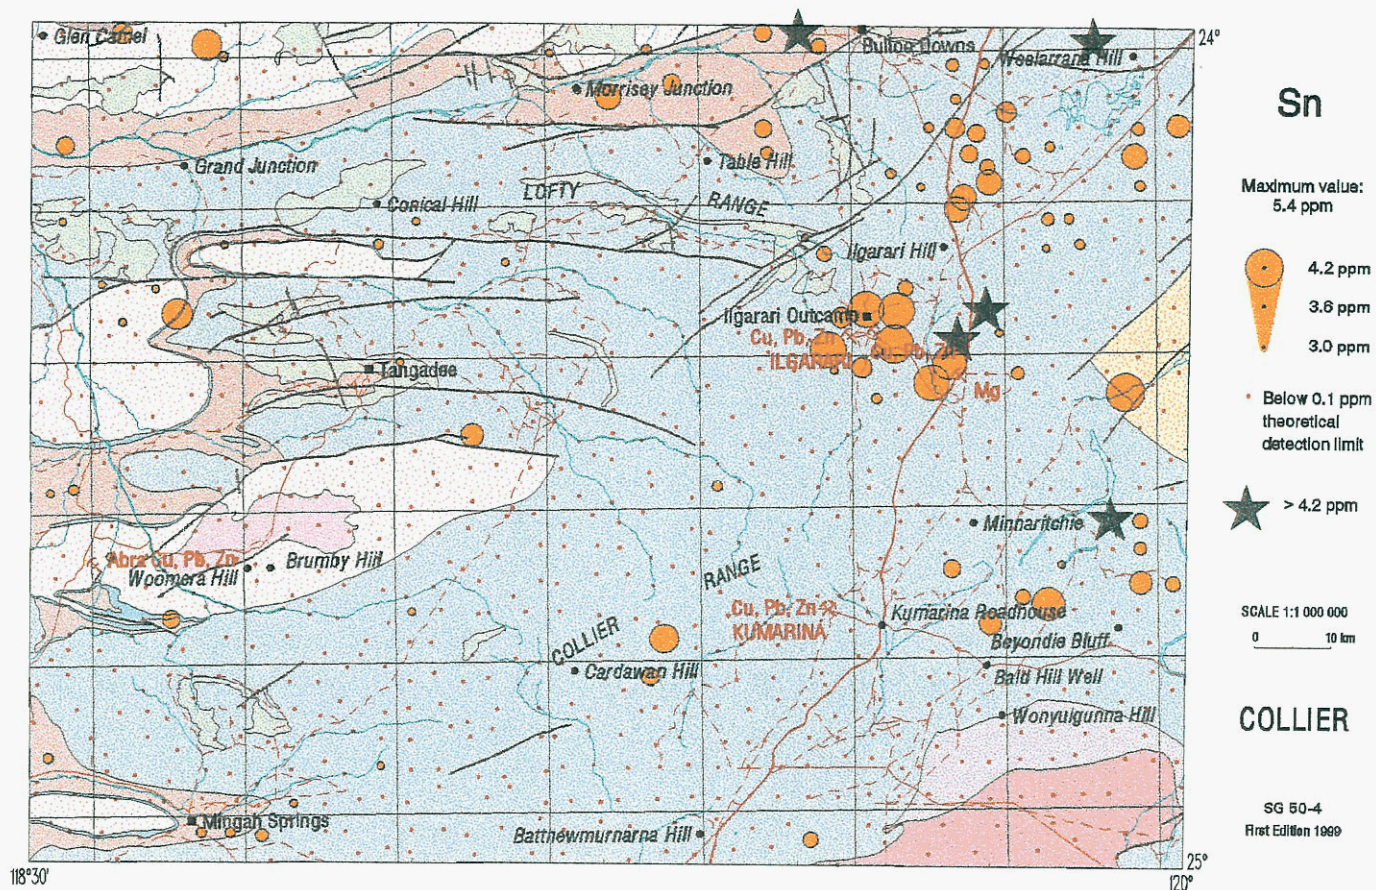 Glen Camel
Bulloo Downs
Weelarrana Hill
24°
Morrisey Junction
Grand Junction
Table Hill
LOFTY
RANGE
Conical Hill
Ilgarari Hill
Ilgarari Outcamp
Cu, Pb, Zn
ILGARARI
Cu, Pb, Zn
Mg
Tangadee
Minnaritchie
Abra Cu, Pb, Zn
Woomera Hill
Brumby Hill
RANGE
Cu, Pb, Zn
KUMARINA
Kumarina Roadhouse
COLLIER
Beyondie Bluff
Cardawan Hill
Bald Hill Well
Wonyulgunna Hill
Mingah Springs
Batthewmurnarna Hill
25°
118°30'
120°
Sn
Maximum value:
5.4 ppm
4.2 ppm
3.6 ppm
3.0 ppm
Below 0.1 ppm
theoretical
detection limit
> 4.2 ppm
SCALE 1:1 000 000
0 10 km
COLLIER
SG 50-4
First Edition 1999